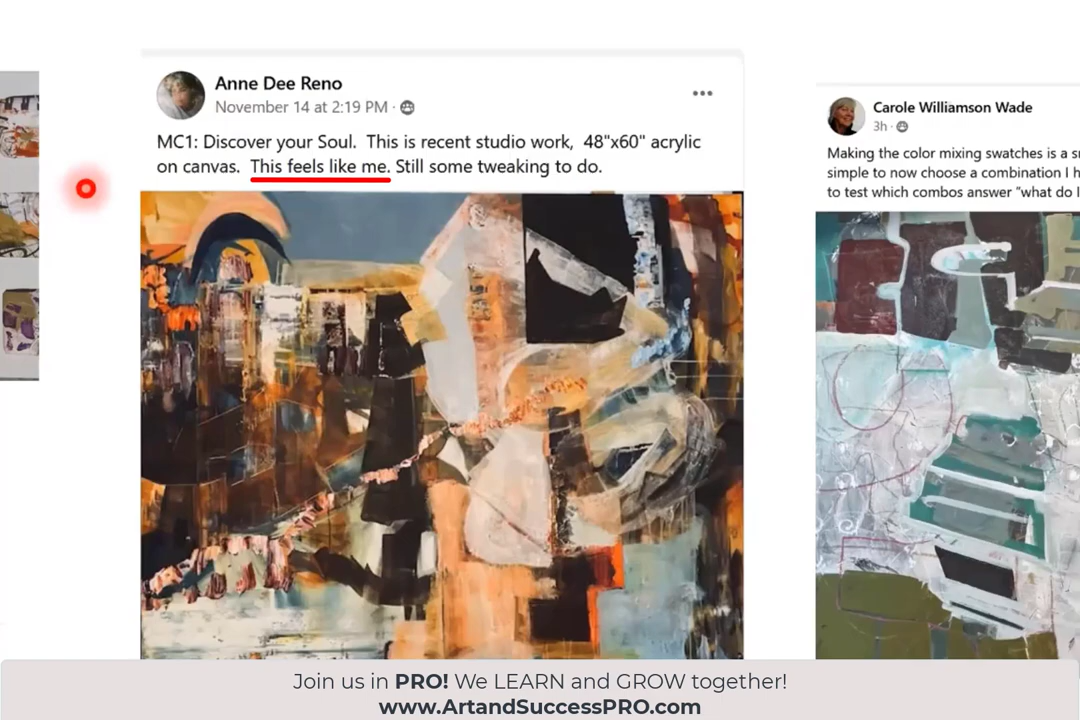 Anne Dee Reno
November 14 at 2:19 PM ·
MC1: Discover your Soul. This is recent studio work, 48"x60" acrylic
on canvas. This feels like me. Still some tweaking to do.
Carole Williamson Wade
3h ·
Making the color mixing swatches is a
simple to now choose a combination I
to test which combos answer "what do
Join us in PRO! We LEARN and GROW together!
www.ArtandSuccessPRO.com